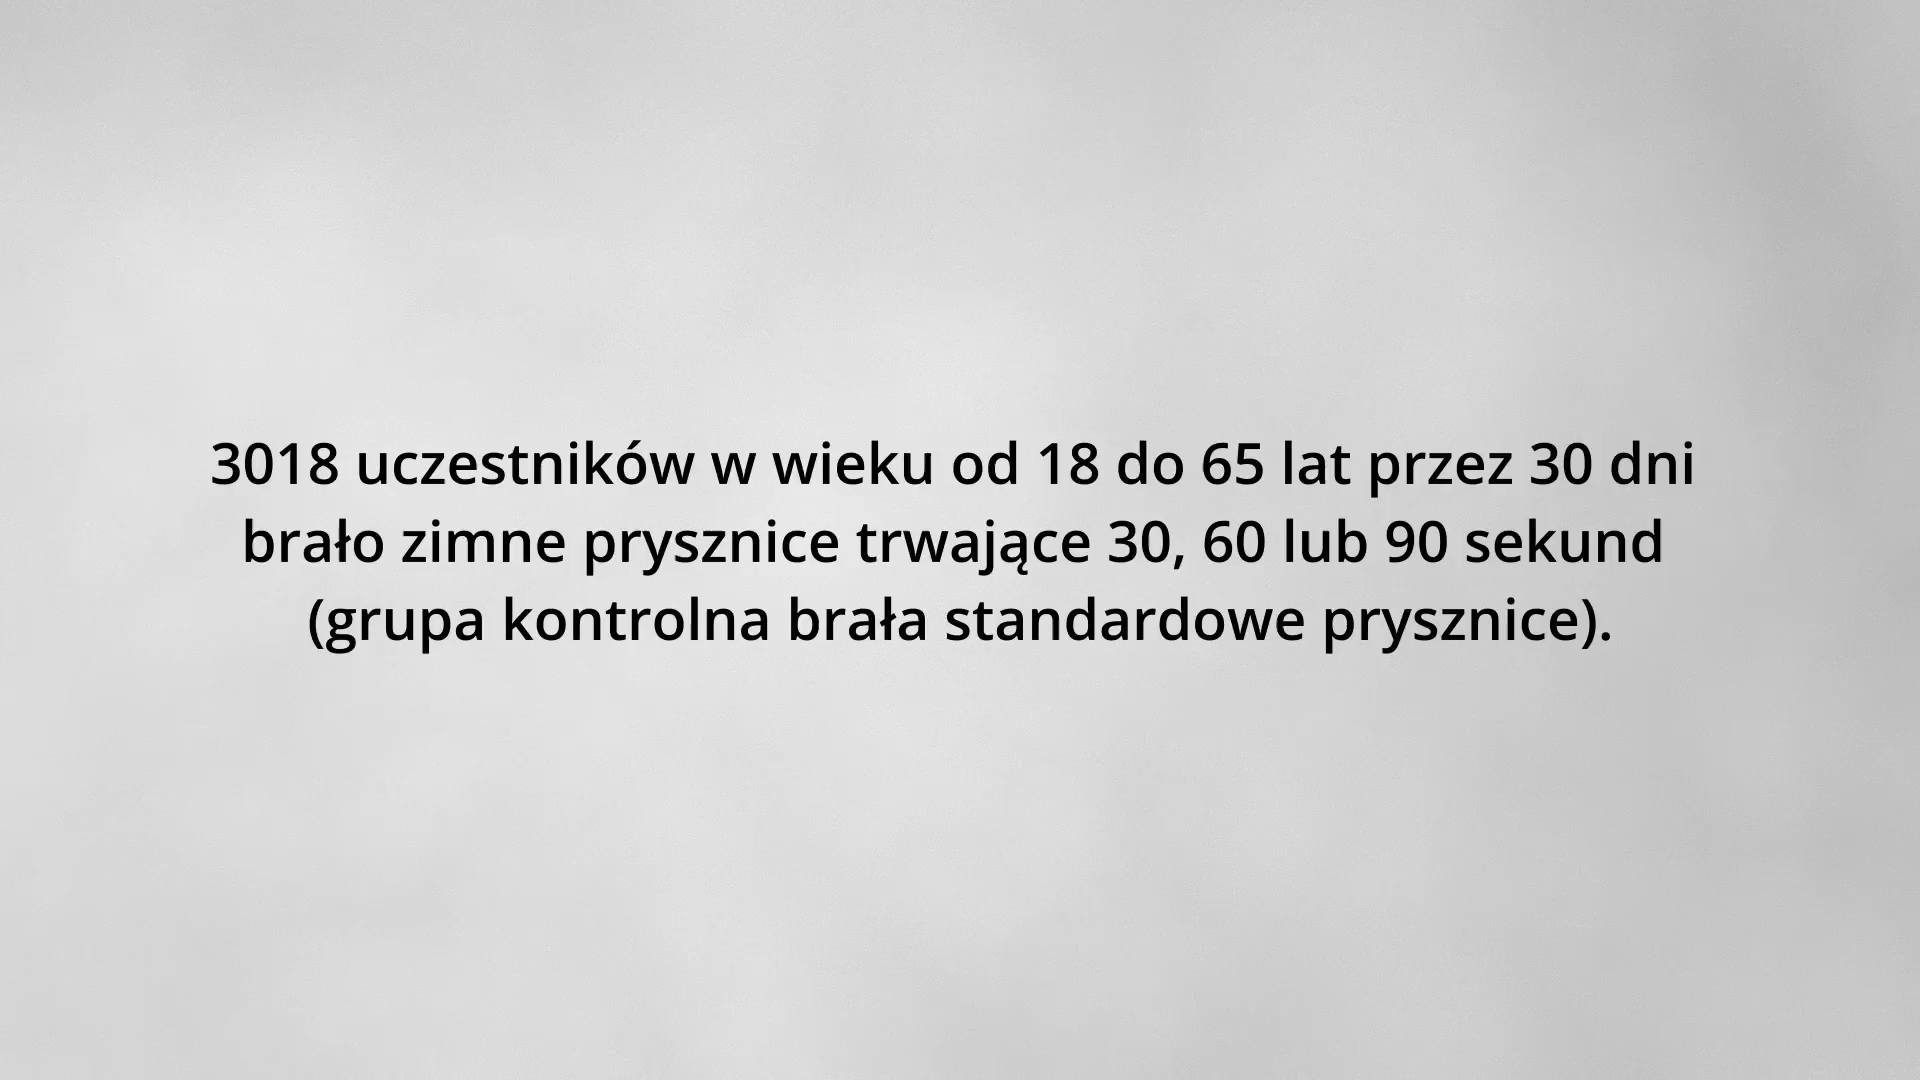 3018 uczestników w wieku od 18 do 65 lat przez 30 dni
brało zimne prysznice trwające 30, 60 lub 90 sekund
(grupa kontrolna brała standardowe prysznice).